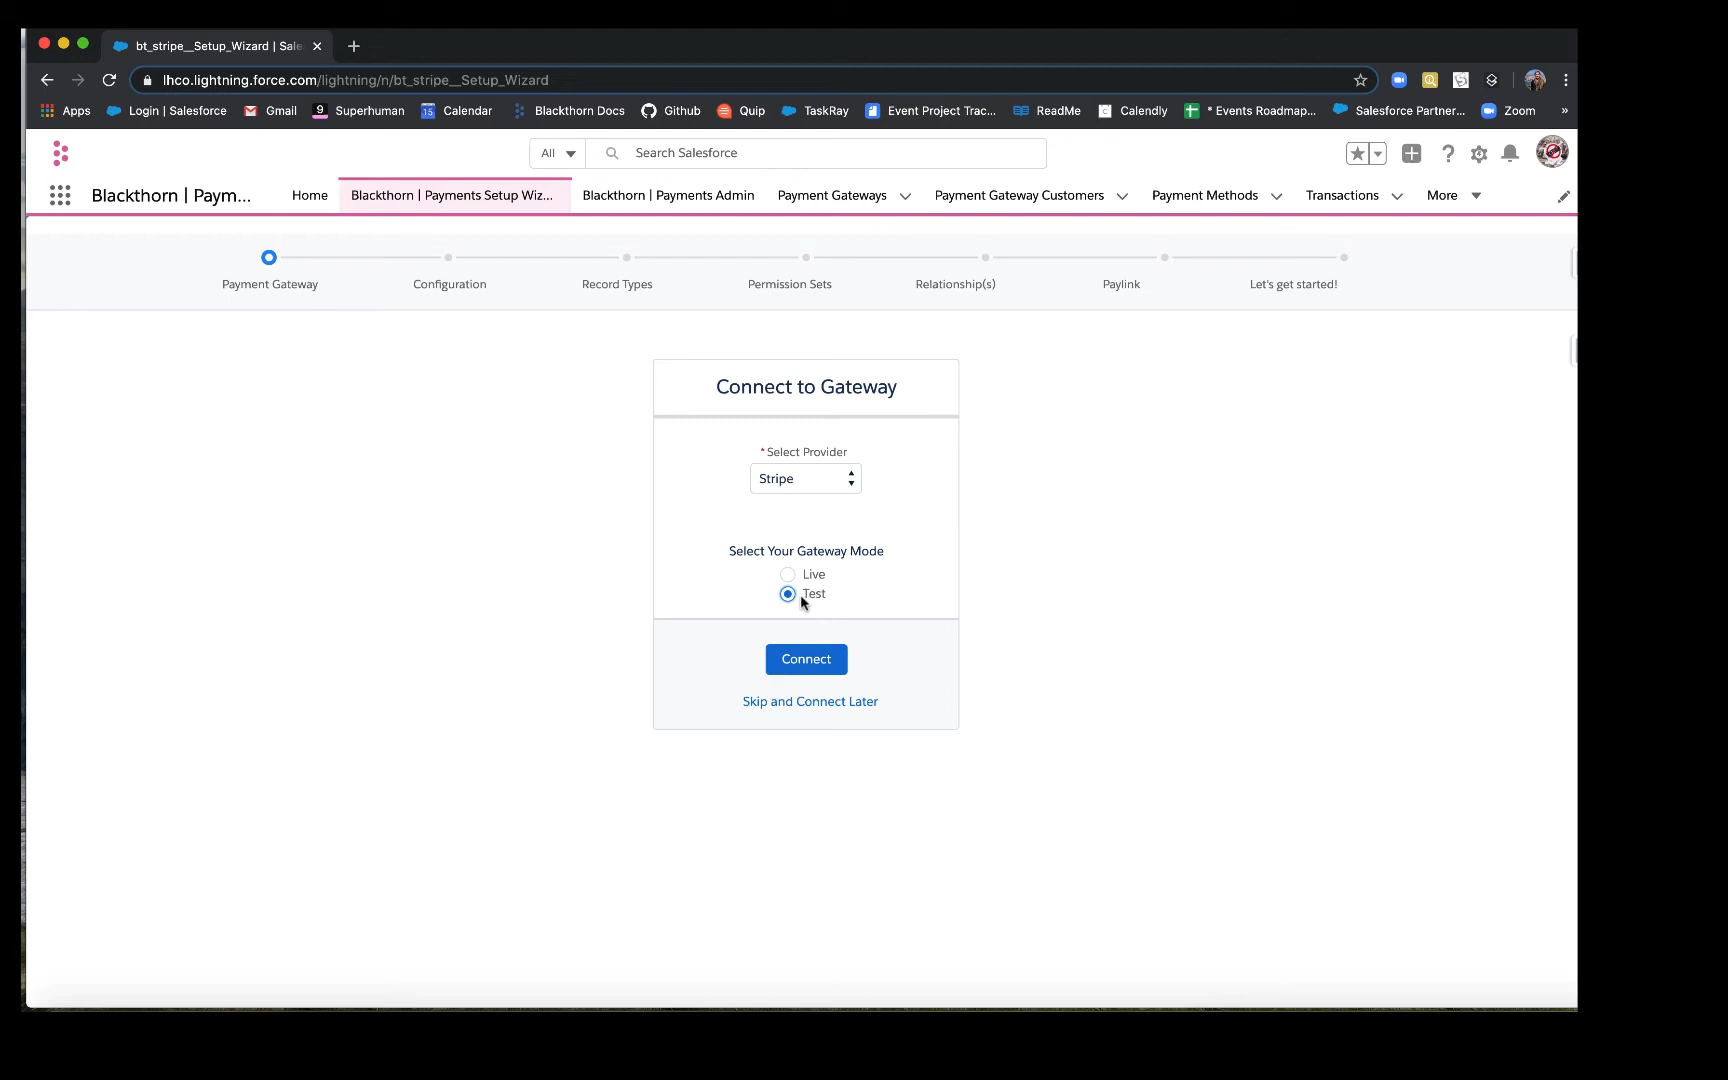 bt_stripe__Setup_Wizard | Sale
lhco.lightning.force.com/lightning/n/bt_stripe__Setup_Wizard
Apps Login | Salesforce Gmail 9 Superhuman 15 Calendar Blackthorn Docs Github Quip TaskRay Event Project Trac... ReadMe C Calendly * Events Roadmap... Salesforce Partner... Zoom »
All Search Salesforce
Blackthorn | Paym... Home Blackthorn | Payments Setup Wiz... Blackthorn | Payments Admin Payment Gateways Payment Gateway Customers Payment Methods Transactions More
Payment Gateway Configuration Record Types Permission Sets Relationship(s) Paylink Let's get started!
Connect to Gateway
*Select Provider
Stripe
Select Your Gateway Mode
Live
Test
Connect
Skip and Connect Later